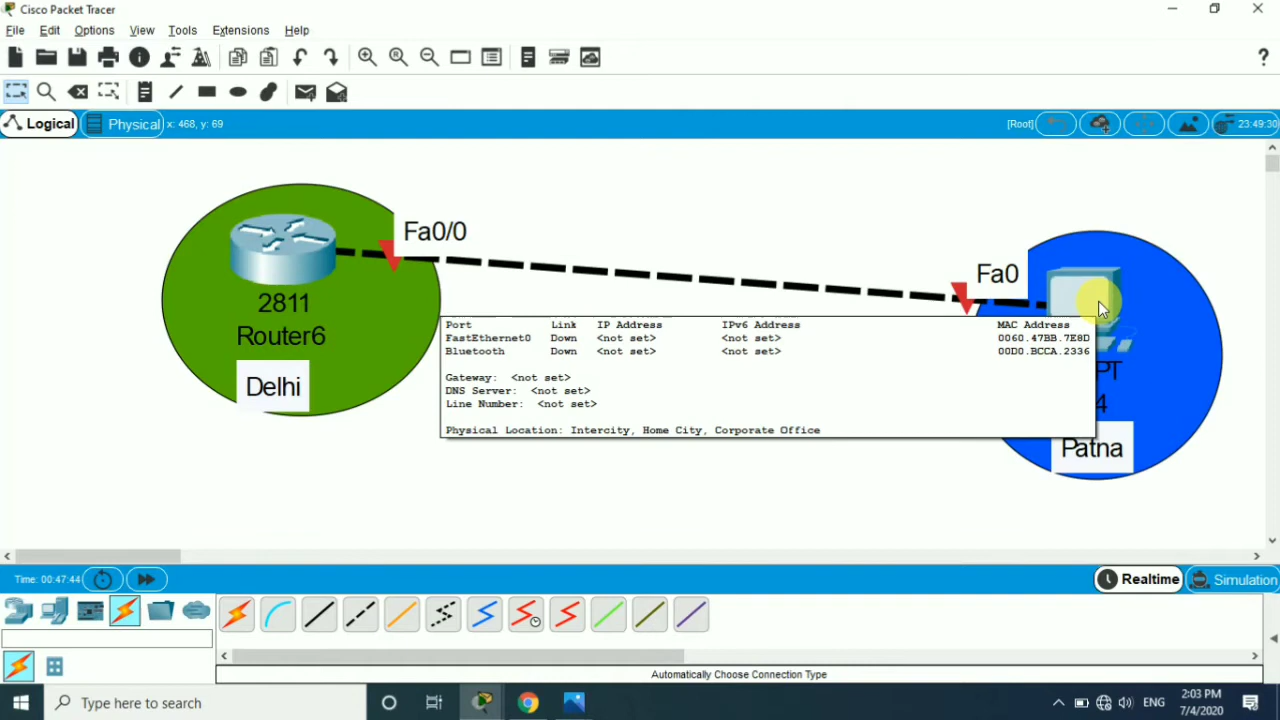 Cisco Packet Tracer
File Edit Options View Tools Extensions Help
?
Logical Physical x: 468, y: 69 [Root] 23:49:30
Fa0/0
Fa0
2811
Router6
Delhi
Port Link IP Address IPv6 Address MAC Address
FastEthernet0 Down <not set> <not set> 0060.47BB.7E8D
Bluetooth Down <not set> <not set> 00D0.BCCA.2336
Gateway: <not set>
DNS Server: <not set>
Line Number: <not set>
Physical Location: Intercity, Home City, Corporate Office
PT
4
Patna
Time: 00:47:44 Realtime Simulation
Automatically Choose Connection Type
Type here to search
ENG
2:03 PM
7/4/2020